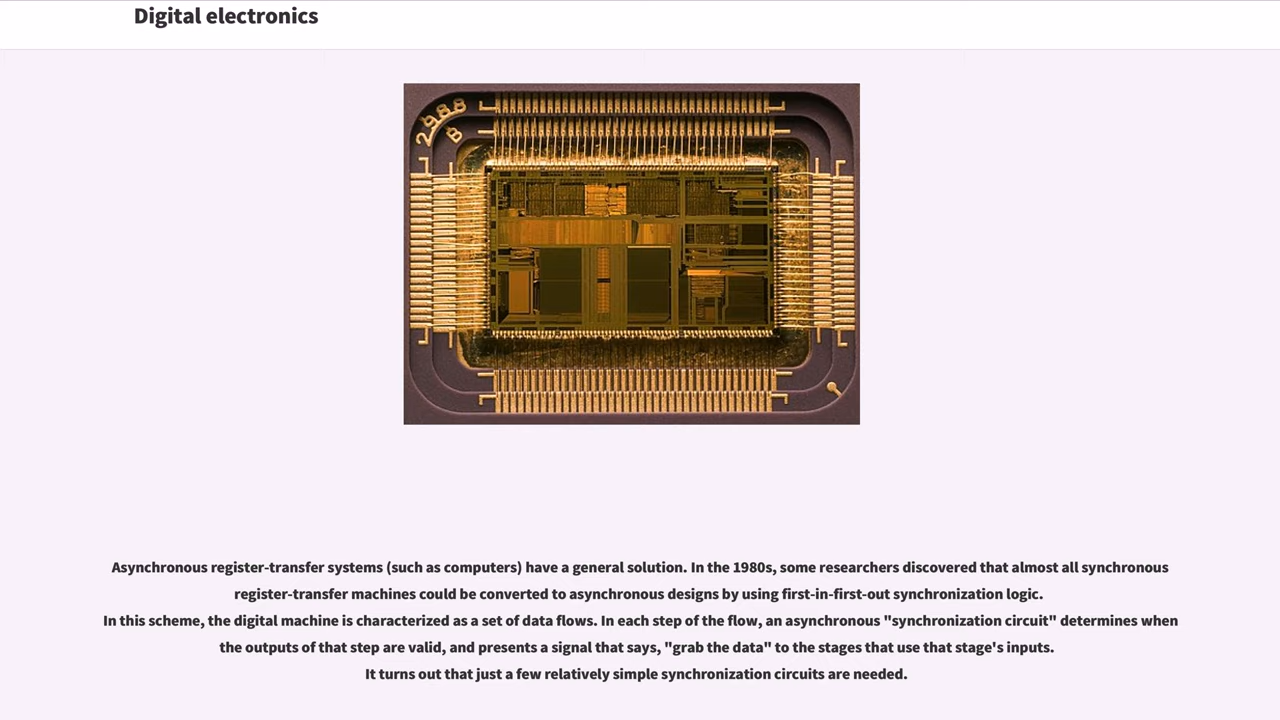 Digital electronics
2988
B
Asynchronous register-transfer systems (such as computers) have a general solution. In the 1980s, some researchers discovered that almost all synchronous
register-transfer machines could be converted to asynchronous designs by using first-in-first-out synchronization logic.
In this scheme, the digital machine is characterized as a set of data flows. In each step of the flow, an asynchronous "synchronization circuit" determines when
the outputs of that step are valid, and presents a signal that says, "grab the data" to the stages that use that stage's inputs.
It turns out that just a few relatively simple synchronization circuits are needed.